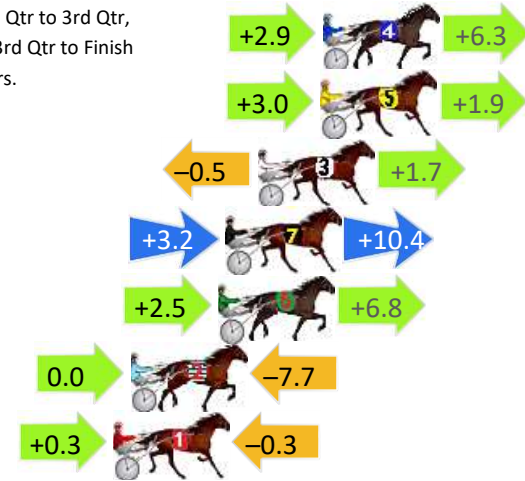 Qtr to 3rd Qtr,
3rd Qtr to Finish
rs.
+2.9 4 +6.3
+3.0 5 +1.9
–0.5 3 +1.7
+3.2 7 +10.4
+2.5 6 +6.8
0.0 2 –7.7
+0.3 1 –0.3